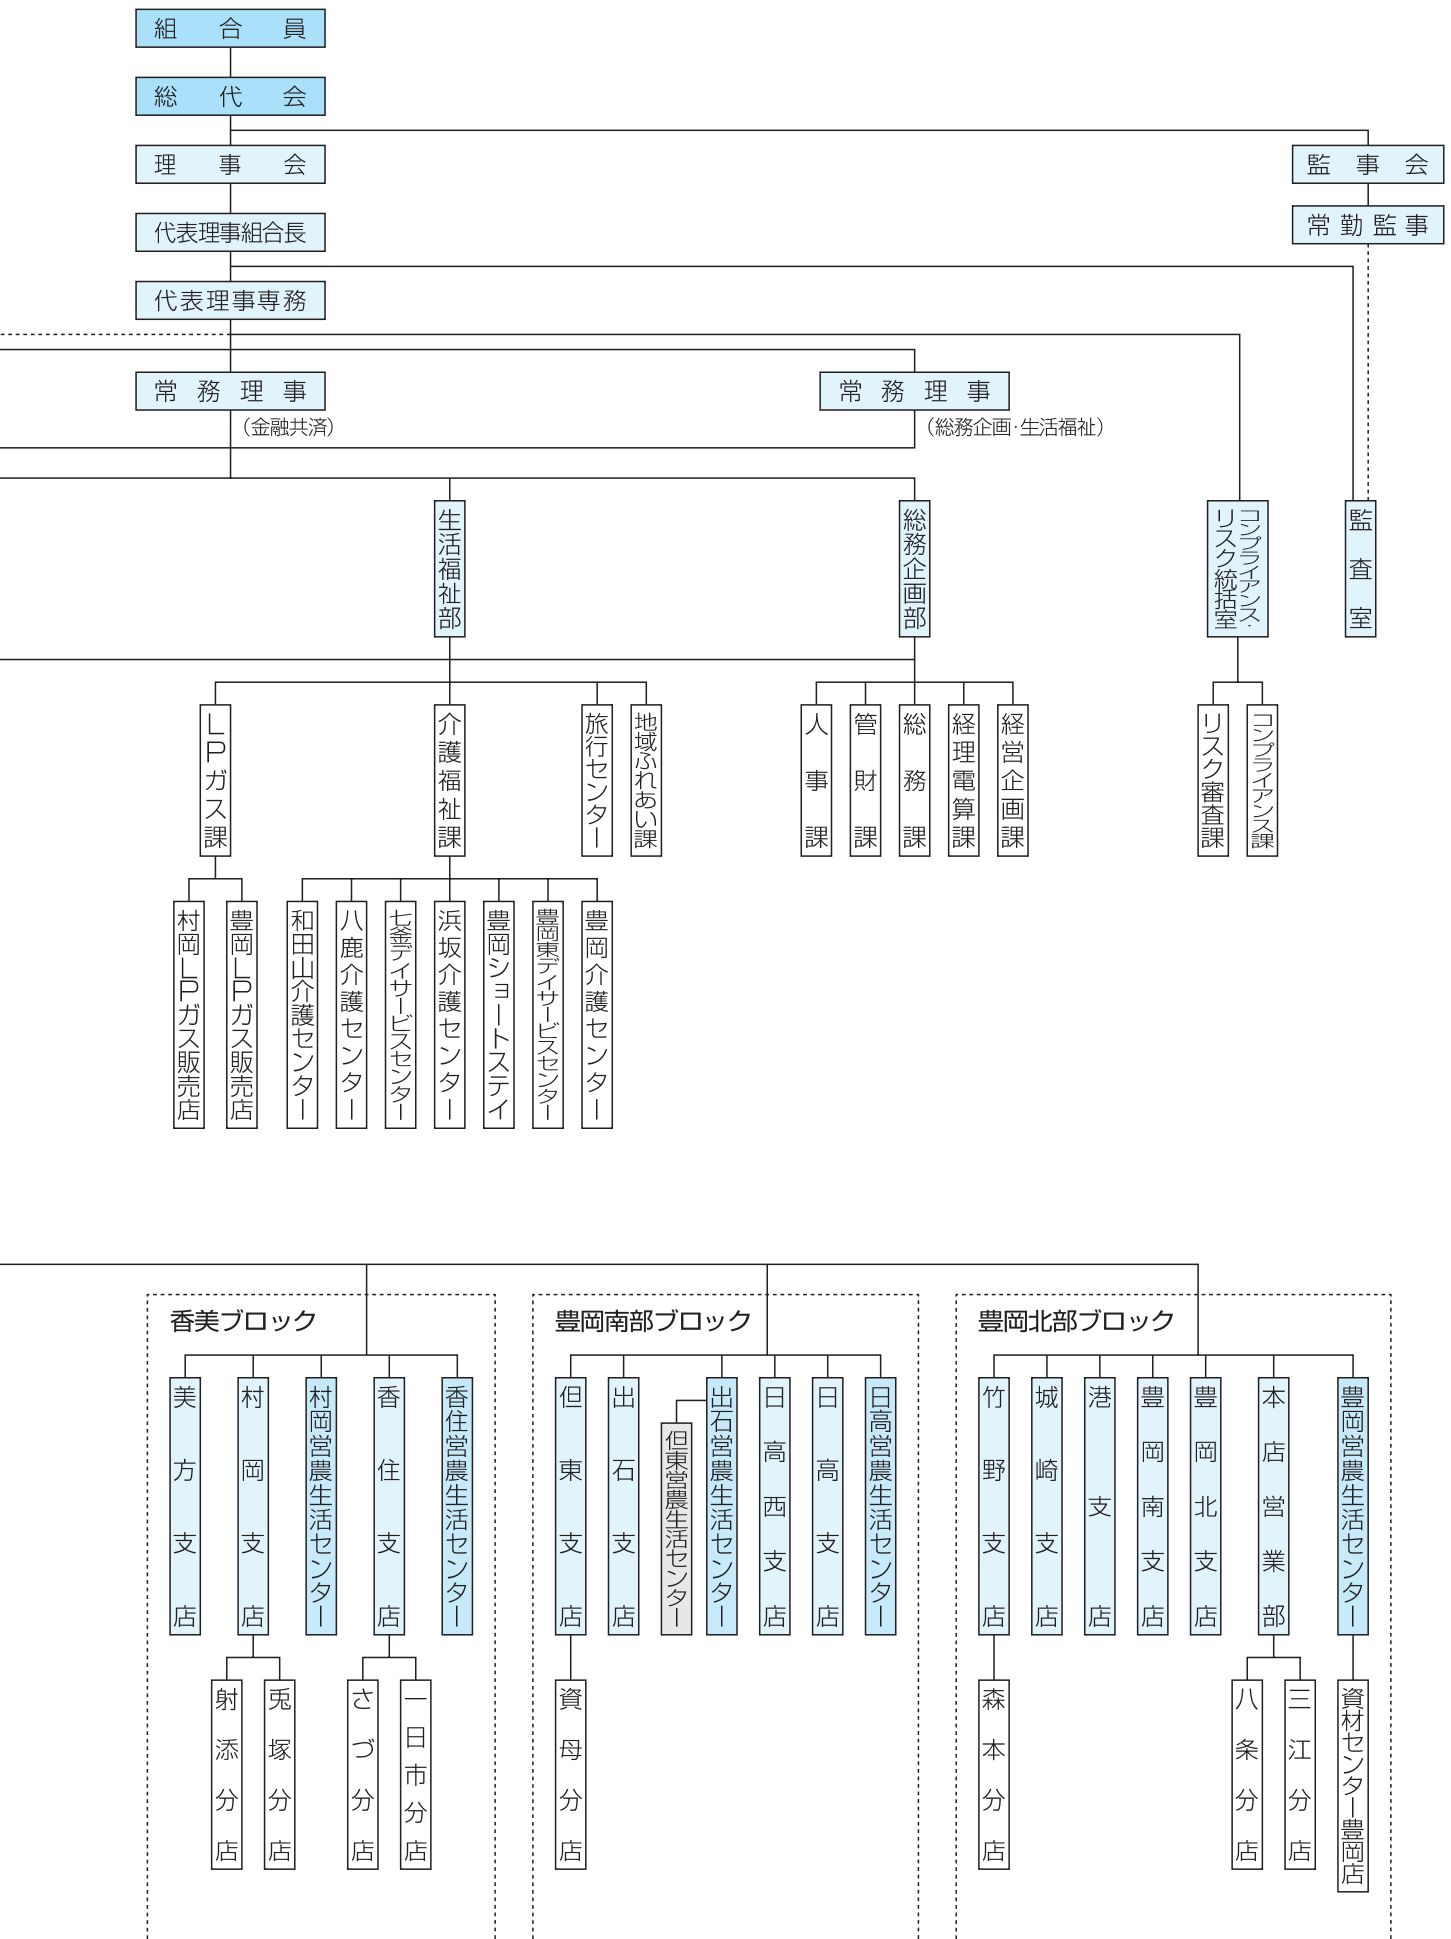 組合員
総代会
理事会
監事会
代表理事組合長
常勤監事
代表理事専務
常務理事
(金融共済)
常務理事
(総務企画・生活福祉)
生活福祉部
総務企画部
コンプライアンス・
リスク統括室
監査室
LPガス課
介護福祉課
旅行センター
地域ふれあい課
人事課
管財課
総務課
経理電算課
経営企画課
リスク審査課
コンプライアンス課
村岡LPガス販売店
豊岡LPガス販売店
和田山介護センター
八鹿介護センター
七釜デイサービスセンター
浜坂介護センター
豊岡ショートステイ
豊岡東デイサービスセンター
豊岡介護センター
香美ブロック
美方支店
村岡支店
村岡営農生活センター
香住支店
香住営農生活センター
射添分店
兎塚分店
さづ分店
一日市分店
豊岡南部ブロック
但東支店
出石支店
但東営農生活センター
出石営農生活センター
日高西支店
日高支店
日高営農生活センター
資母分店
豊岡北部ブロック
竹野支店
城崎支店
港支店
豊岡南支店
豊岡北支店
本店営業部
豊岡営農生活センター
森本分店
八条分店
三江分店
資材センター豊岡店